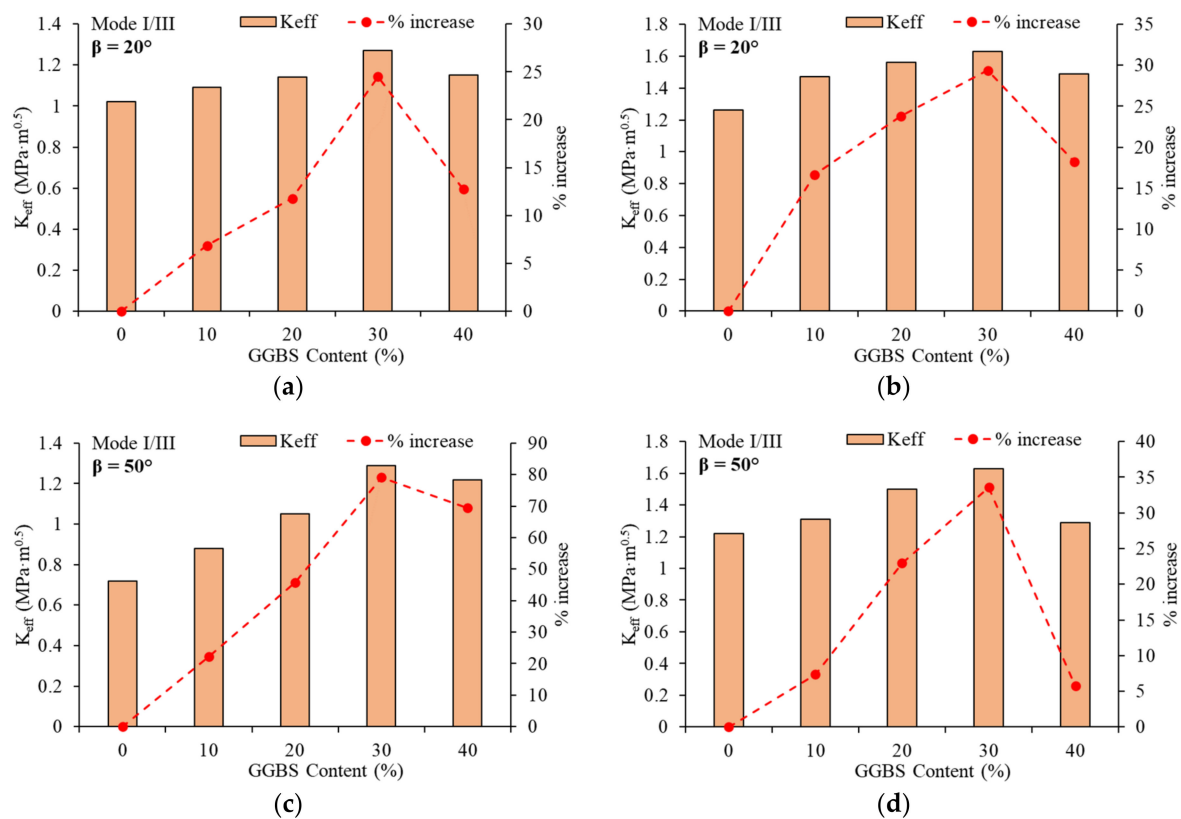 Mode I/III
β = 20°
Keff
% increase
1.4
1.2
1
0.8
0.6
0.4
0.2
0
30
25
20
15
10
5
0
K_eff (MPa·m^0.5)
% increase
0 10 20 30 40
GGBS Content (%)
(a)
Mode I/III
β = 20°
Keff
% increase
1.8
1.6
1.4
1.2
1
0.8
0.6
0.4
0.2
0
35
30
25
20
15
10
5
0
K_eff (MPa·m^0.5)
% increase
0 10 20 30 40
GGBS Content (%)
(b)
Mode I/III
β = 50°
Keff
% increase
1.4
1.2
1
0.8
0.6
0.4
0.2
0
90
80
70
60
50
40
30
20
10
0
K_eff (MPa·m^0.5)
% increase
0 10 20 30 40
GGBS Content (%)
(c)
Mode I/III
β = 50°
Keff
% increase
1.8
1.6
1.4
1.2
1
0.8
0.6
0.4
0.2
0
40
35
30
25
20
15
10
5
0
K_eff (MPa·m^0.5)
% increase
0 10 20 30 40
GGBS Content (%)
(d)